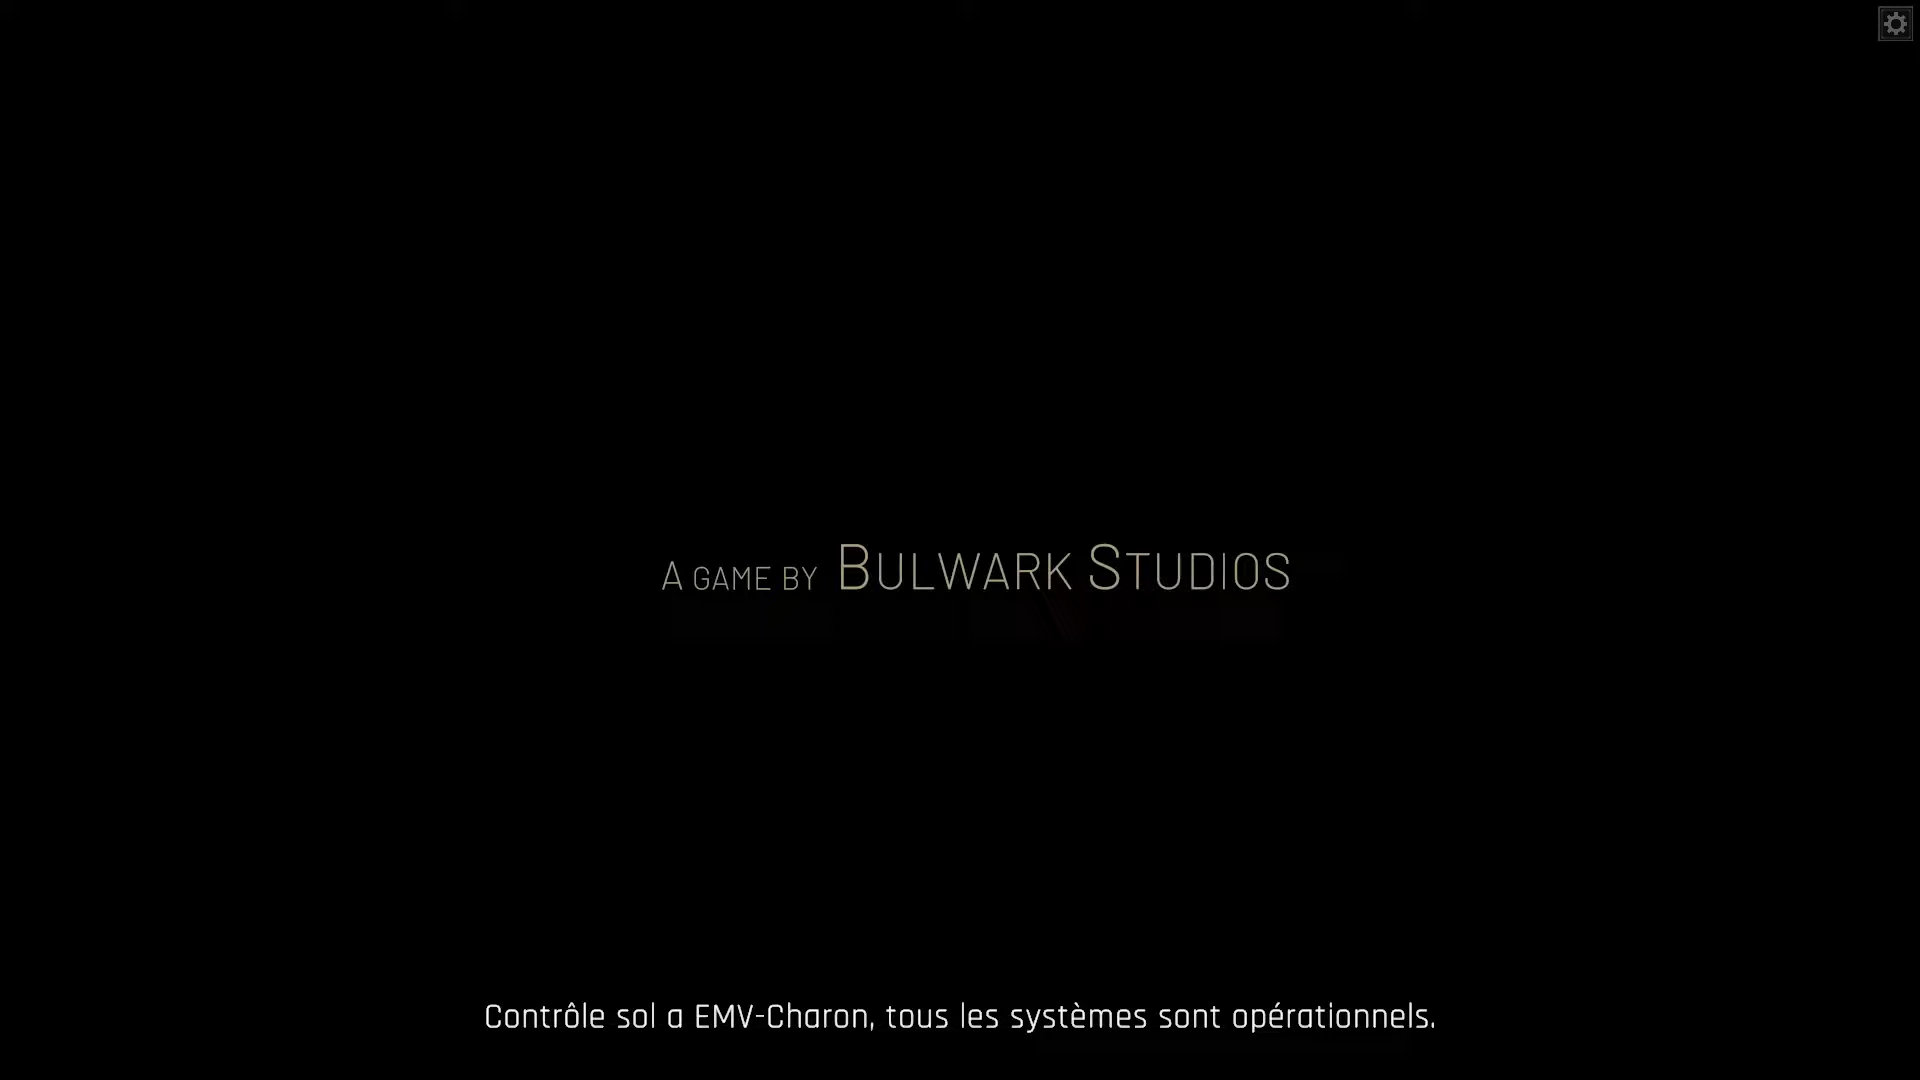 A GAME BY BULWARK STUDIOS
Contrôle sol a EMV-Charon, tous les systèmes sont opérationnels.